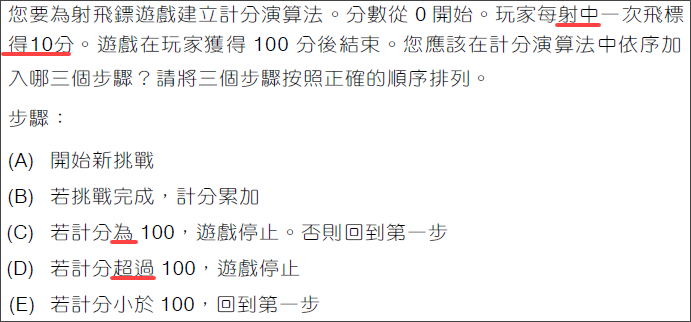 您要為射飛鏢遊戲建立計分演算法。分數從 0 開始。玩家每射中一次飛標
得10分。遊戲在玩家獲得 100 分後結束。您應該在計分演算法中依序加
入哪三個步驟？請將三個步驟按照正確的順序排列。
步驟：
(A) 開始新挑戰
(B) 若挑戰完成，計分累加
(C) 若計分為 100，遊戲停止。否則回到第一步
(D) 若計分超過 100，遊戲停止
(E) 若計分小於 100，回到第一步